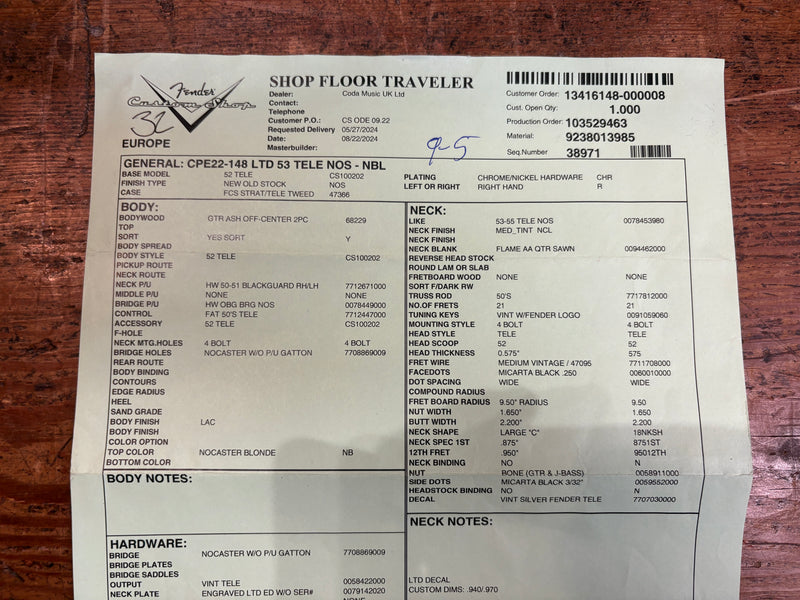 Fender
Custom Shop
32
EUROPE
SHOP FLOOR TRAVELER
Dealer: Coda Music UK Ltd
Contact:
Telephone
Customer P.O.: CS ODE 09.22
Requested Delivery 05/27/2024
Date: 08/22/2024
Masterbuilder:
9-5
Customer Order: 13416148-000008
Cust. Open Qty: 1.000
Production Order: 103529463
Material: 9238013985
Seq.Number 38971
GENERAL: CPE22-148 LTD 53 TELE NOS - NBL
BASE MODEL 52 TELE CS100202 PLATING CHROME/NICKEL HARDWARE CHR
FINISH TYPE NEW OLD STOCK NOS LEFT OR RIGHT RIGHT HAND R
CASE FCS STRAT/TELE TWEED 47366
BODY:
BODYWOOD GTR ASH OFF-CENTER 2PC 68229
TOP
SORT YES SORT Y
BODY SPREAD
BODY STYLE 52 TELE CS100202
PICKUP ROUTE
NECK ROUTE
NECK P/U HW 50-51 BLACKGUARD RH/LH 7712671000
MIDDLE P/U NONE NONE
BRIDGE P/U HW OBG BRG NOS 0078449000
CONTROL FAT 50'S TELE 7712447000
ACCESSORY 52 TELE CS100202
F-HOLE
NECK MTG.HOLES 4 BOLT 4 BOLT
BRIDGE HOLES NOCASTER W/O P/U GATTON 7708869009
REAR ROUTE
BODY BINDING
CONTOURS
EDGE RADIUS
HEEL
SAND GRADE
BODY FINISH LAC
BODY FINISH
COLOR OPTION
TOP COLOR NOCASTER BLONDE NB
BOTTOM COLOR
BODY NOTES:
HARDWARE:
BRIDGE NOCASTER W/O P/U GATTON 7708869009
BRIDGE PLATES
BRIDGE SADDLES
OUTPUT VINT TELE 0058422000
NECK PLATE ENGRAVED LTD ED W/O SER# 0079142020
NECK:
LIKE 53-55 TELE NOS 0078453980
NECK FINISH MED_TINT NCL
NECK FINISH
NECK BLANK FLAME AA QTR SAWN 0094462000
REVERSE HEAD STOCK
ROUND LAM OR SLAB
FRETBOARD WOOD NONE NONE
SORT F/DARK RW
TRUSS ROD 50'S 7717812000
NO.OF FRETS 21 21
TUNING KEYS VINT W/FENDER LOGO 0091059060
MOUNTING STYLE 4 BOLT 4 BOLT
HEAD STYLE TELE TELE
HEAD SCOOP 52 52
HEAD THICKNESS 0.575" 575
FRET WIRE MEDIUM VINTAGE / 47095 7711708000
FACEDOTS MICARTA BLACK .250 0060010000
DOT SPACING WIDE WIDE
COMPOUND RADIUS
FRET BOARD RADIUS 9.50" RADIUS 9.50
NUT WIDTH 1.650" 1.650
BUTT WIDTH 2.200" 2.200
NECK SHAPE LARGE "C" 18NKSH
NECK SPEC 1ST .875" 8751ST
12TH FRET .950" 95012TH
NECK BINDING NO N
NUT BONE (GTR & J-BASS) 0058911000
SIDE DOTS MICARTA BLACK 3/32" 0059552000
HEADSTOCK BINDING NO N
DECAL VINT SILVER FENDER TELE 7707030000
NECK NOTES:
LTD DECAL
CUSTOM DIMS: .940/.970